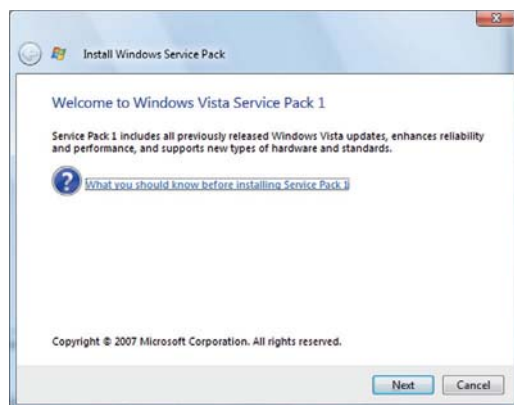 Install Windows Service Pack
Welcome to Windows Vista Service Pack 1
Service Pack 1 includes all previously released Windows Vista updates, enhances reliability
and performance, and supports new types of hardware and standards.
What you should know before installing Service Pack 1
Copyright © 2007 Microsoft Corporation. All rights reserved.
Next
Cancel